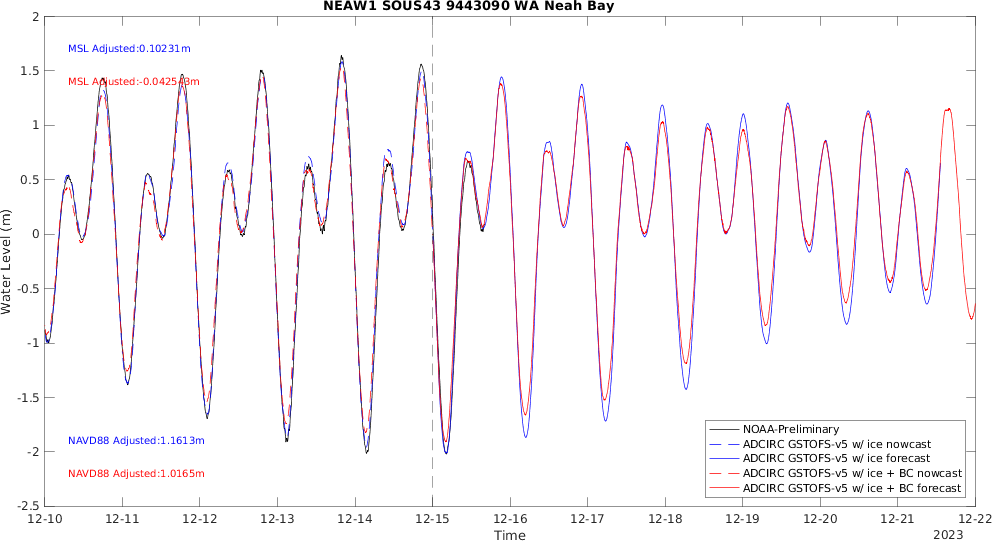 NEAW1 SOUS43 9443090 WA Neah Bay
2
1.5
1
0.5
0
-0.5
-1
-1.5
-2
-2.5
Water Level (m)
MSL Adjusted:0.10231m
MSL Adjusted:-0.042543m
NAVD88 Adjusted:1.1613m
NAVD88 Adjusted:1.0165m
NOAA-Preliminary
ADCIRC GSTOFS-v5 w/ ice nowcast
ADCIRC GSTOFS-v5 w/ ice forecast
ADCIRC GSTOFS-v5 w/ ice + BC nowcast
ADCIRC GSTOFS-v5 w/ ice + BC forecast
12-10 12-11 12-12 12-13 12-14 12-15 12-16 12-17 12-18 12-19 12-20 12-21 12-22
Time
2023